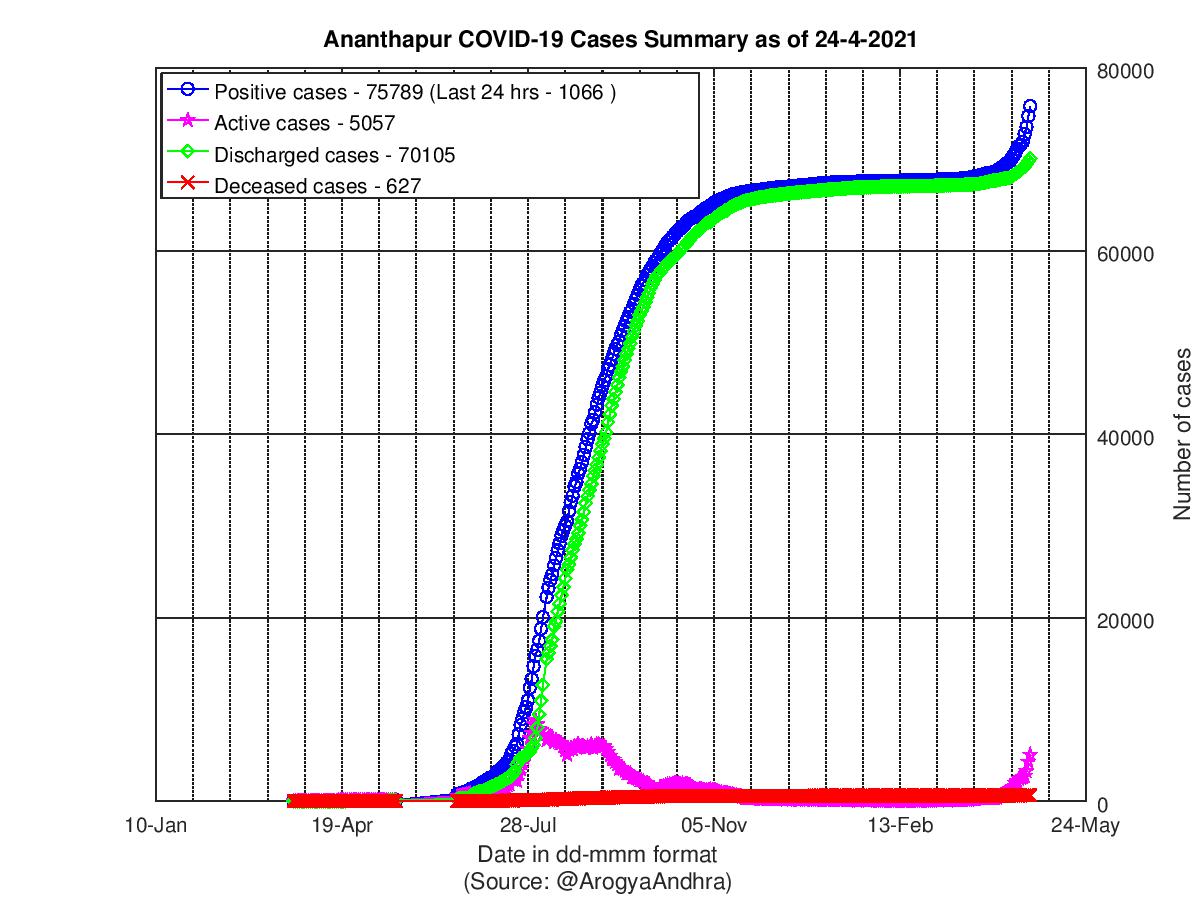 Ananthapur COVID-19 Cases Summary as of 24-4-2021
Positive cases - 75789 (Last 24 hrs - 1066 )
Active cases - 5057
Discharged cases - 70105
Deceased cases - 627
80000
60000
40000
20000
0
Number of cases
10-Jan 19-Apr 28-Jul 05-Nov 13-Feb 24-May
Date in dd-mmm format
(Source: @ArogyaAndhra)